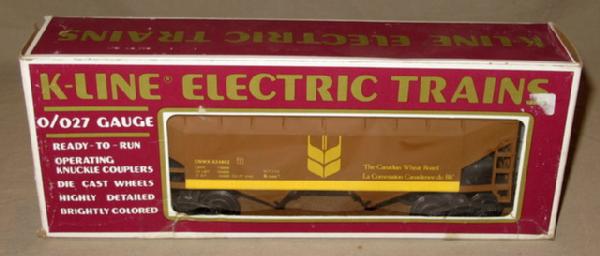 K-LINE ELECTRIC TRAINS
K-LINE® ELECTRIC TRAINS
O/027 GAUGE
READY-TO-RUN
OPERATING
KNUCKLE COUPLERS
DIE CAST WHEELS
HIGHLY DETAILED
BRIGHTLY COLORED
The Canadian Wheat Board
La Commission Canadienne du Blé